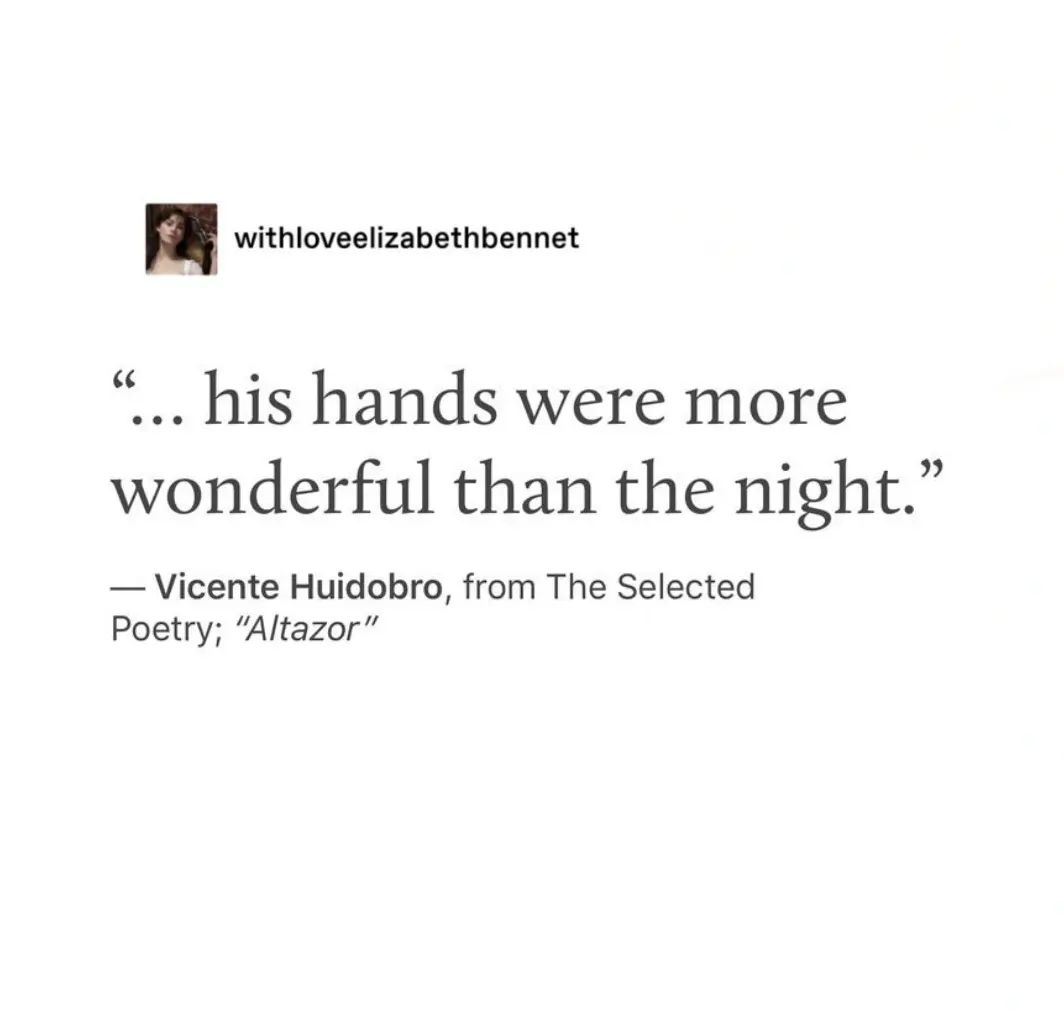 withloveelizabethbennet
“... his hands were more
wonderful than the night.”
— Vicente Huidobro, from The Selected
Poetry; “Altazor”